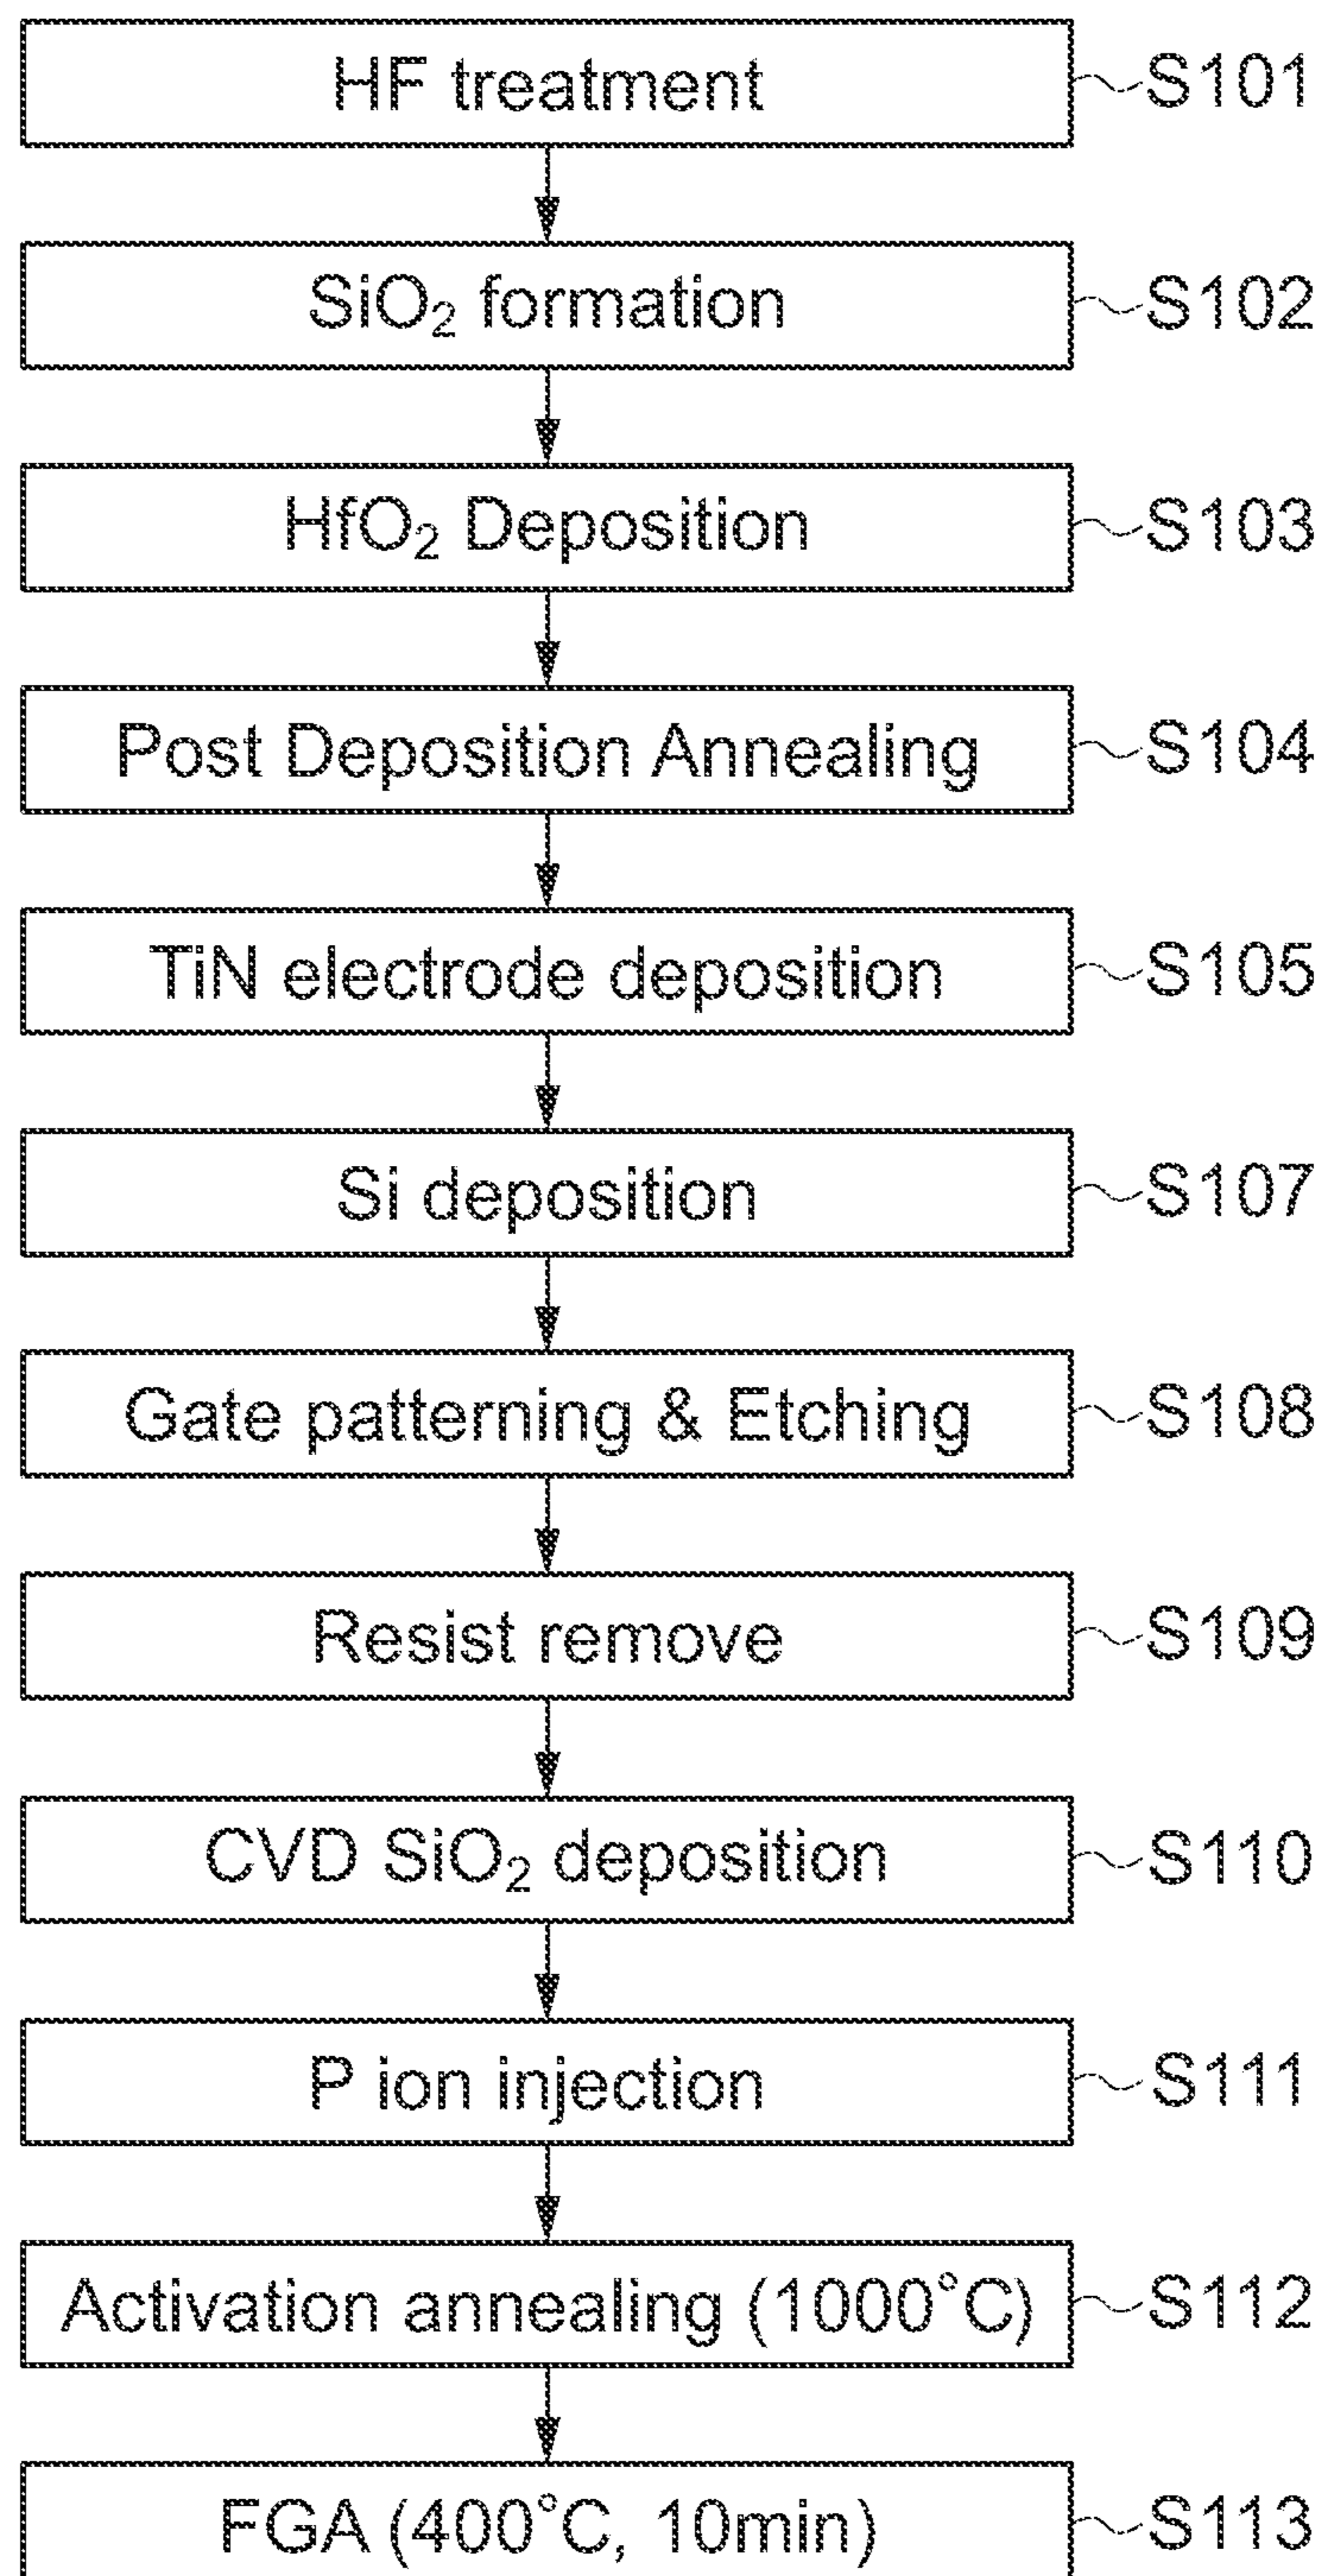 HF treatment S101
SiO₂ formation S102
HfO₂ Deposition S103
Post Deposition Annealing S104
TiN electrode deposition S105
Si deposition S107
Gate patterning & Etching S108
Resist remove S109
CVD SiO₂ deposition S110
P ion injection S111
Activation annealing (1000°C) S112
FGA (400°C, 10min) S113